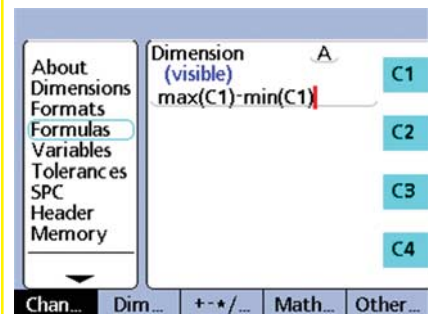 About
Dimensions
Formats
Formulas
Variables
Tolerances
SPC
Header
Memory
Dimension A
(visible)
max(C1)-min(C1)
C1
C2
C3
C4
Chan... Dim... +-*/... Math... Other...